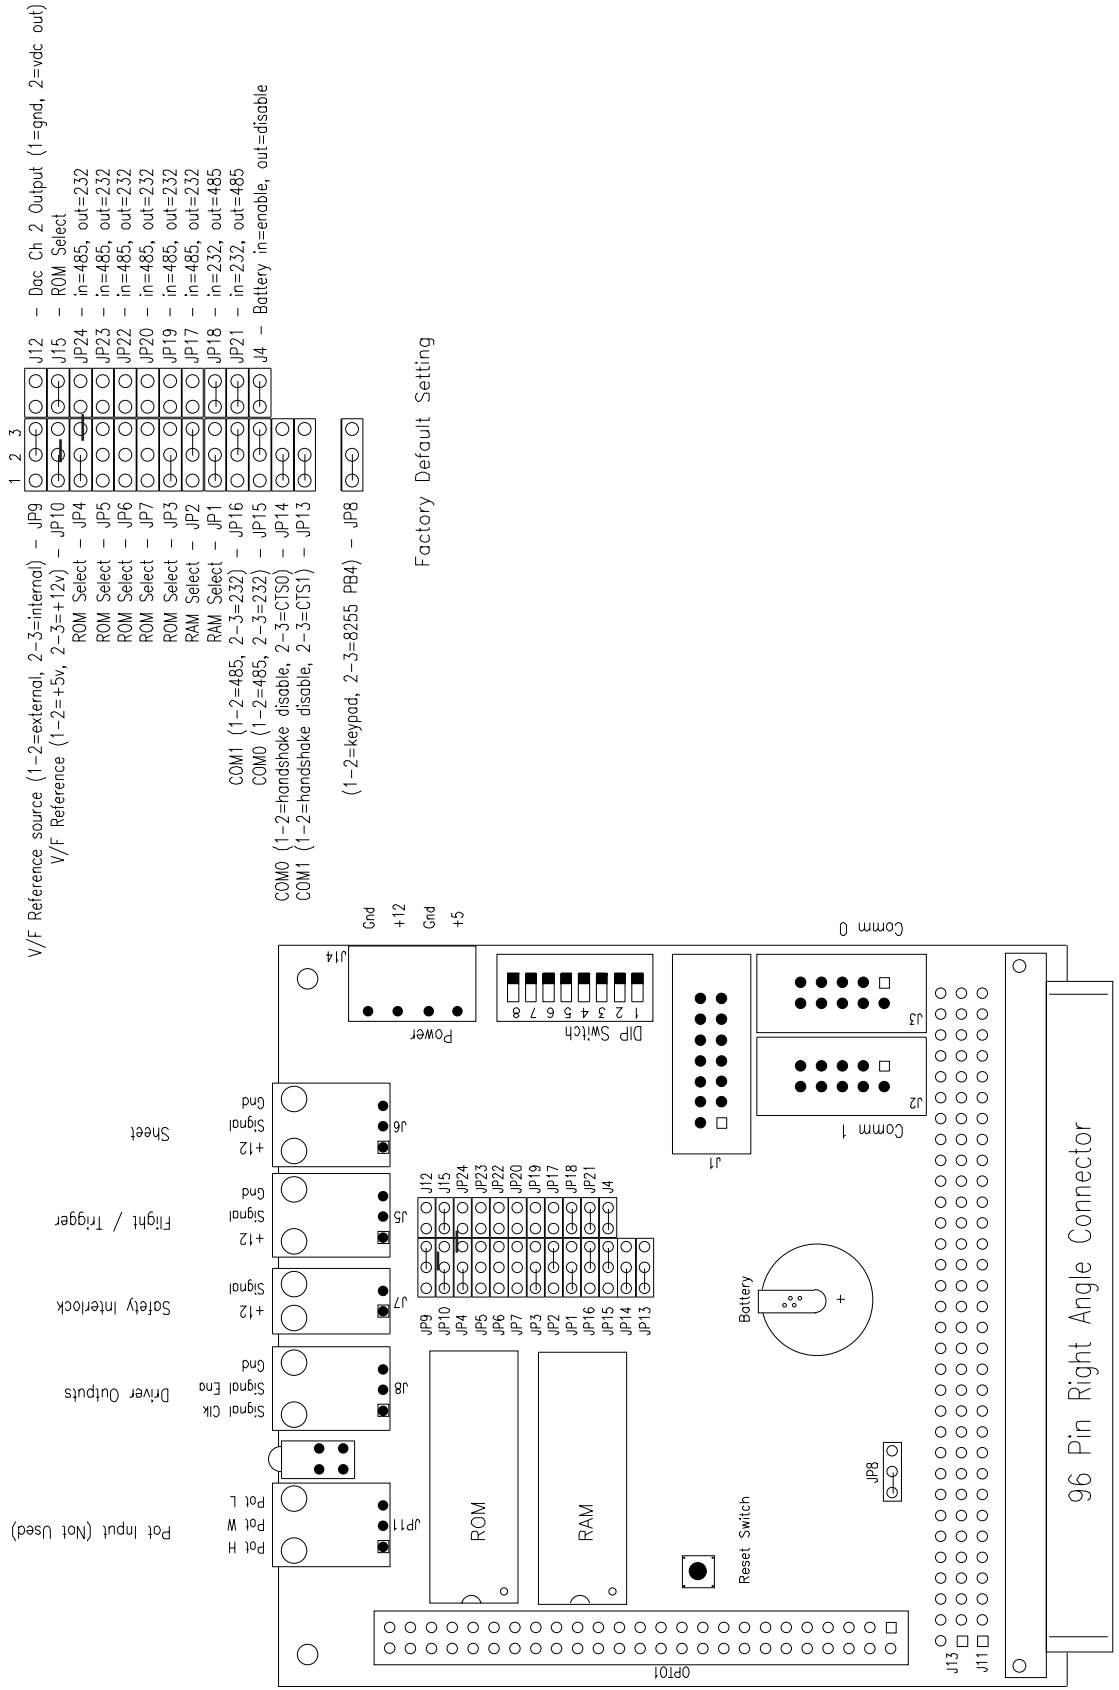 1 2 3
V/F Reference source (1-2=external, 2-3=internal) - JP9
J12 - Dac Ch 2 Output (1=gnd, 2=vdc out)
V/F Reference (1-2=+5v, 2-3=+12v) - JP10
J15 - ROM Select
ROM Select - JP4
JP24 - in=485, out=232
ROM Select - JP5
JP23 - in=485, out=232
ROM Select - JP6
JP22 - in=485, out=232
ROM Select - JP7
JP20 - in=485, out=232
ROM Select - JP3
JP19 - in=485, out=232
RAM Select - JP2
JP17 - in=485, out=232
RAM Select - JP1
JP18 - in=232, out=485
COM1 (1-2=485, 2-3=232) - JP16
JP21 - in=232, out=485
COM0 (1-2=485, 2-3=232) - JP15
J4 - Battery in=enable, out=disable
COM0 (1-2=handshake disable, 2-3=CTS0) - JP14
COM1 (1-2=handshake disable, 2-3=CTS1) - JP13
(1-2=keypad, 2-3=8255 PB4) - JP8
Factory Default Setting
Pot Input (Not Used)
Driver Outputs
Safety Interlock
Flight / Trigger
Sheet
Pot H
Pot W
Pot L
Signal Clk
Signal Ena
Gnd
+12
Signal
+12
Signal
Gnd
+12
Signal
Gnd
JP11
J8
J7
J5
J6
J14
Gnd
+12
Gnd
+5
Power
DIP Switch
1
2
3
4
5
6
7
8
JP9
JP10
JP4
JP5
JP6
JP7
JP3
JP2
JP1
JP16
JP15
JP14
JP13
J12
J15
JP24
JP23
JP22
JP20
JP19
JP17
JP18
JP21
J4
ROM
RAM
OPTO1
Reset Switch
Battery
+
JP8
J1
J2
J3
Comm 1
Comm 0
J13
J11
96 Pin Right Angle Connector